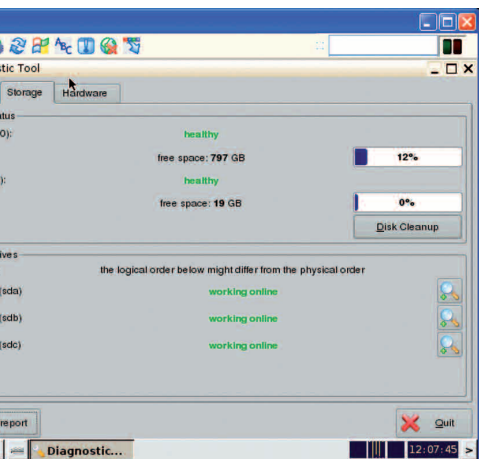 ABC
stic Tool
Storage
Hardware
atus
0):
healthy
free space: 797 GB
12%
):
healthy
free space: 19 GB
0%
Disk Cleanup
ives
the logical order below might differ from the physical order
(sda)
working online
(sdb)
working online
(sdc)
working online
report
Quit
Diagnostic...
12:07:45